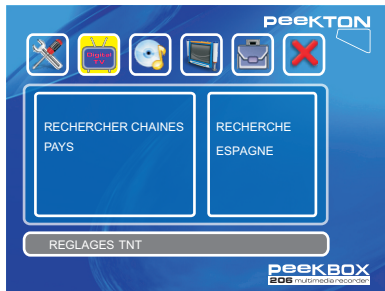 PeeKTON
Digital
TV
RECHERCHER CHAINES
PAYS
RECHERCHE
ESPAGNE
REGLAGES TNT
PeeKBOX
206 multimedia recorder